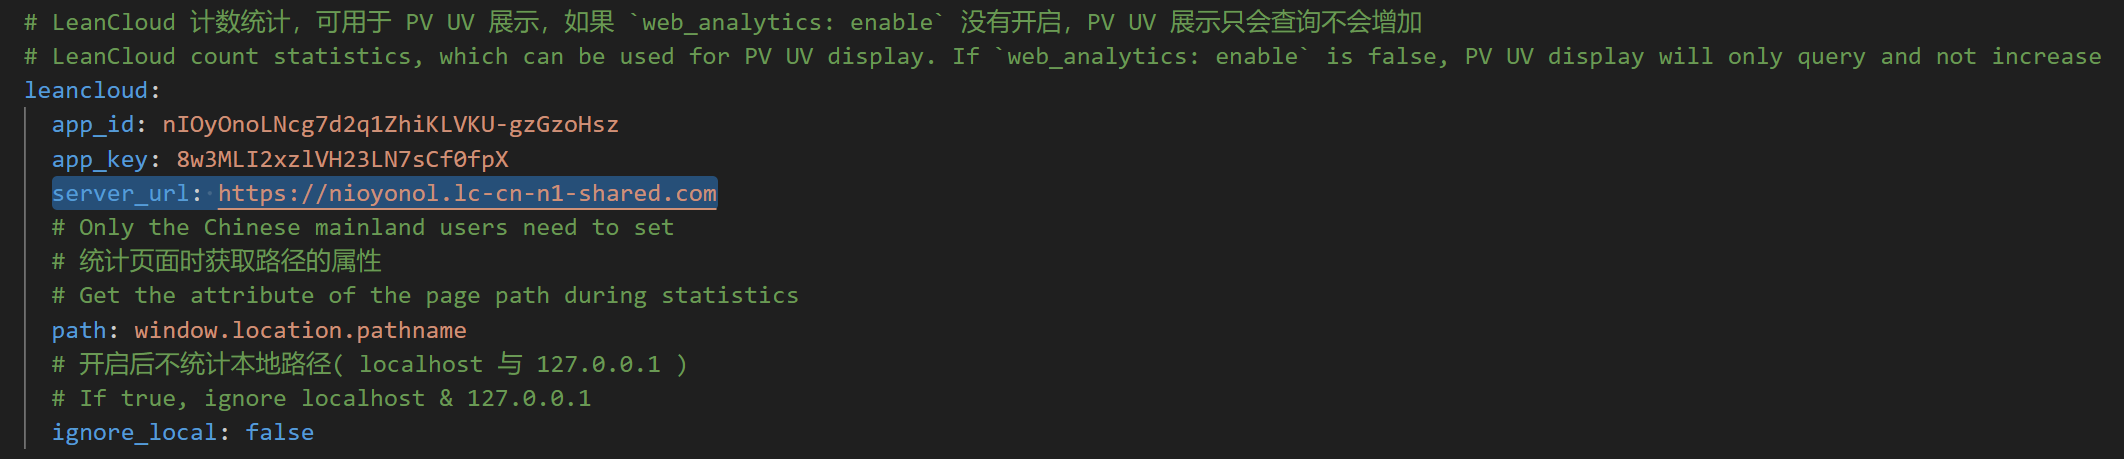 # LeanCloud 计数统计，可用于 PV UV 展示，如果 `web_analytics: enable` 没有开启，PV UV 展示只会查询不会增加
# LeanCloud count statistics, which can be used for PV UV display. If `web_analytics: enable` is false, PV UV display will only query and not increase
leancloud:
app_id: nIOyOnoLNcg7d2q1ZhiKLVKU-gzGzoHsz
app_key: 8w3MLI2xzlVH23LN7sCf0fpX
server_url: https://nioyonol.lc-cn-n1-shared.com
# Only the Chinese mainland users need to set
# 统计页面时获取路径的属性
# Get the attribute of the page path during statistics
path: window.location.pathname
# 开启后不统计本地路径( localhost 与 127.0.0.1 )
# If true, ignore localhost & 127.0.0.1
ignore_local: false